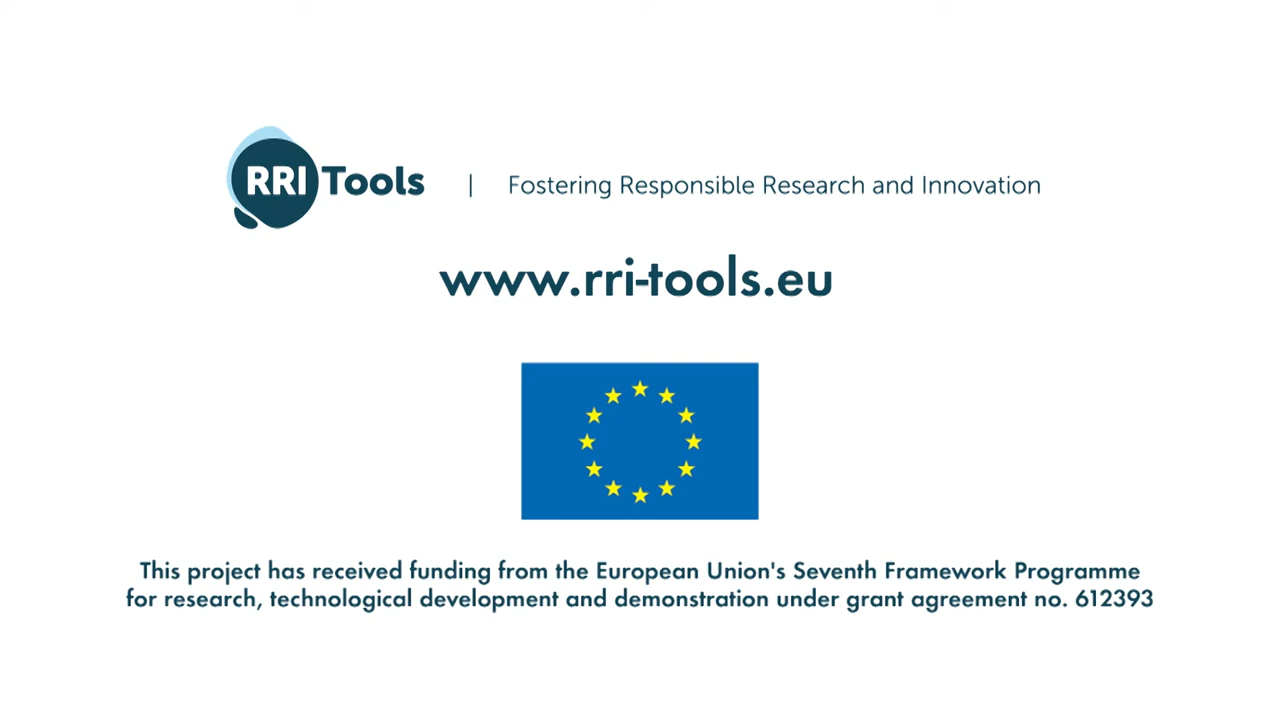 RRI Tools | Fostering Responsible Research and Innovation
www.rri-tools.eu
This project has received funding from the European Union's Seventh Framework Programme
for research, technological development and demonstration under grant agreement no. 612393